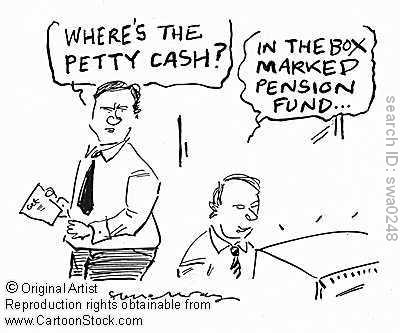 WHERE'S THE
PETTY CASH?
IN THE BOX
MARKED
PENSION
FUND...
search ID: swa0248
© Original Artist
Reproduction rights obtainable from
www.CartoonStock.com